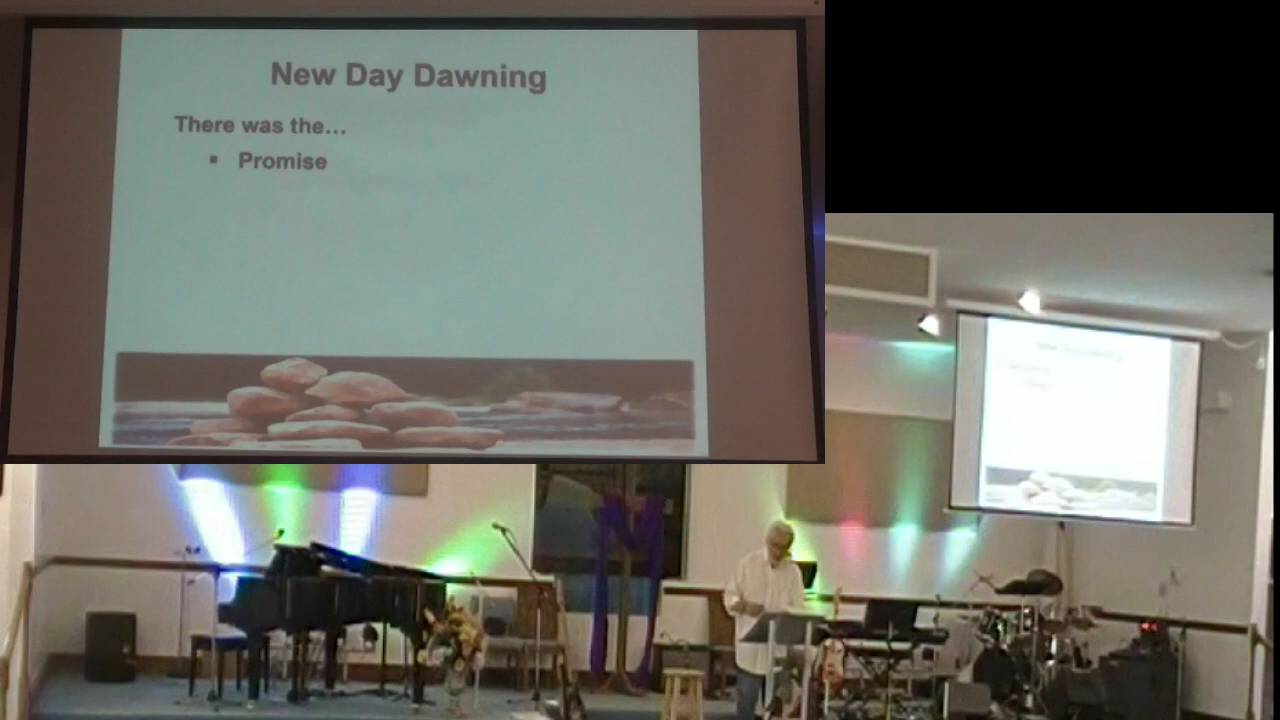 New Day Dawning
There was the...
▪ Promise